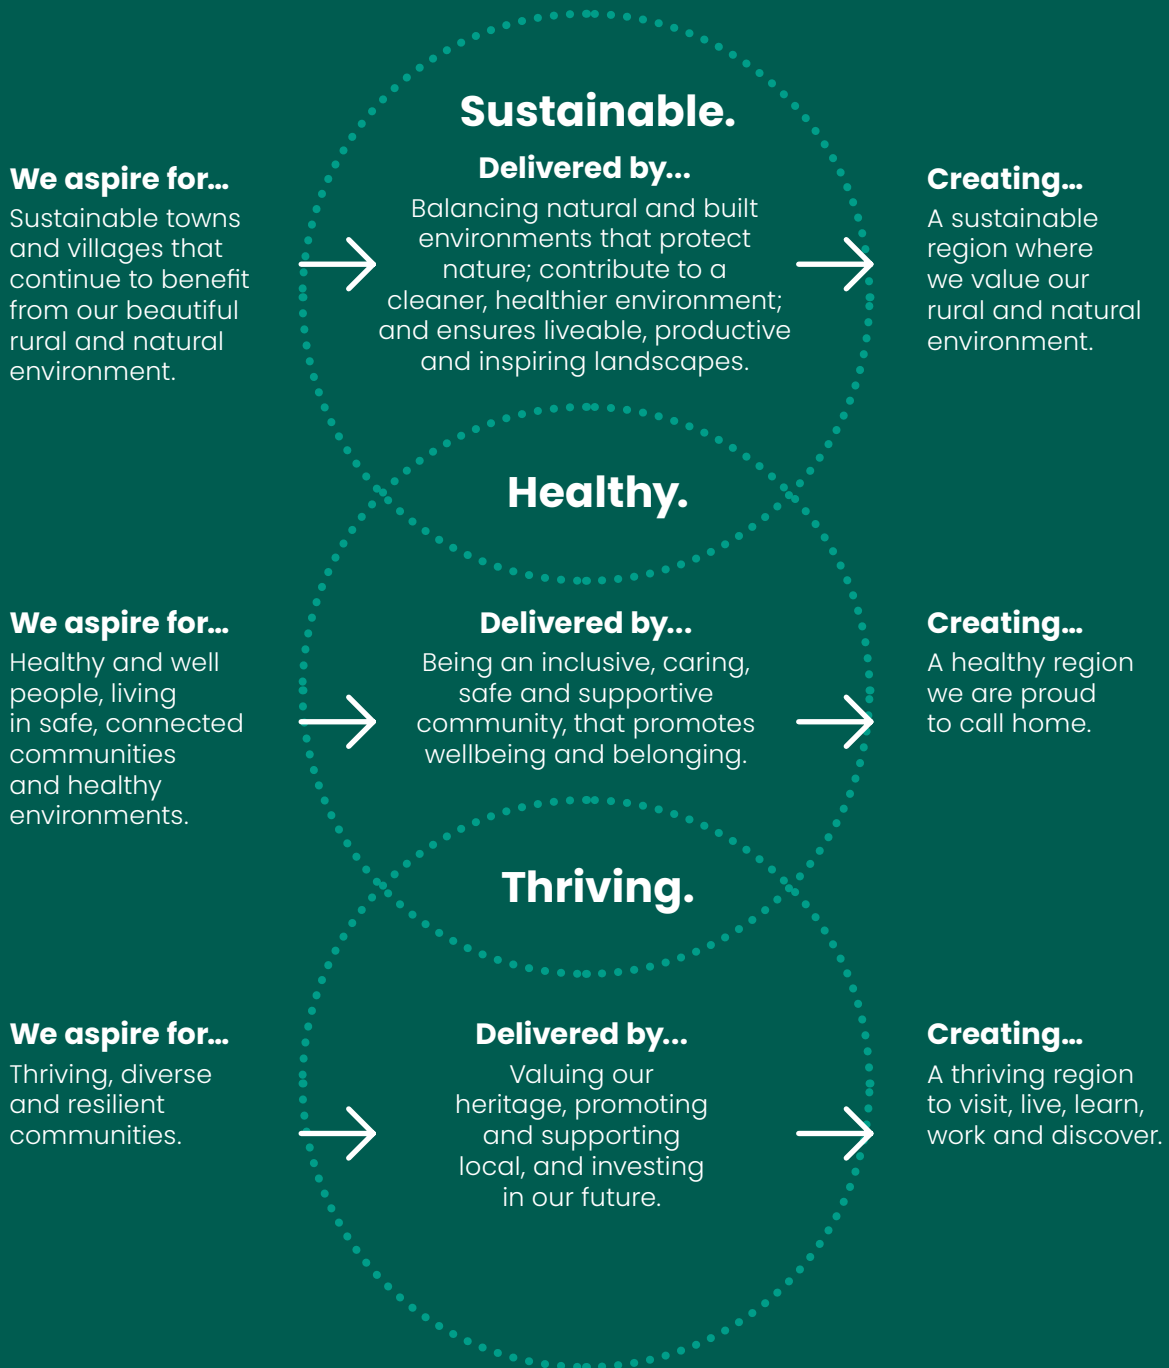 Sustainable.
We aspire for...
Sustainable towns
and villages that
continue to benefit
from our beautiful
rural and natural
environment.
Delivered by...
Balancing natural and built
environments that protect
nature; contribute to a
cleaner, healthier environment;
and ensures liveable, productive
and inspiring landscapes.
Creating...
A sustainable
region where
we value our
rural and natural
environment.
Healthy.
We aspire for...
Healthy and well
people, living
in safe, connected
communities
and healthy
environments.
Delivered by...
Being an inclusive, caring,
safe and supportive
community, that promotes
wellbeing and belonging.
Creating...
A healthy region
we are proud
to call home.
Thriving.
We aspire for...
Thriving, diverse
and resilient
communities.
Delivered by...
Valuing our
heritage, promoting
and supporting
local, and investing
in our future.
Creating...
A thriving region
to visit, live, learn,
work and discover.